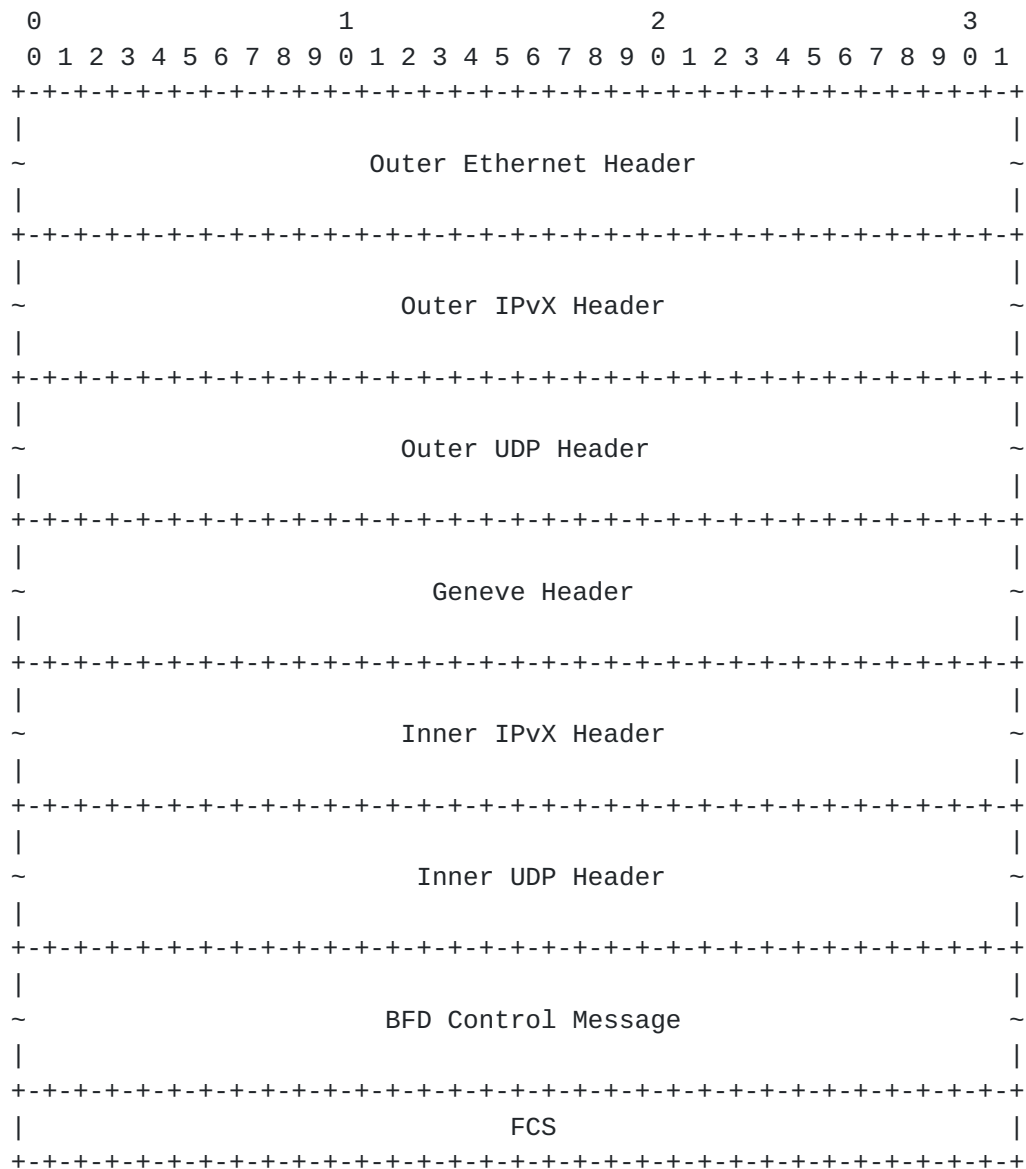 0                   1                   2                   3
 0 1 2 3 4 5 6 7 8 9 0 1 2 3 4 5 6 7 8 9 0 1 2 3 4 5 6 7 8 9 0 1
+-+-+-+-+-+-+-+-+-+-+-+-+-+-+-+-+-+-+-+-+-+-+-+-+-+-+-+-+-+-+-+-+
|                                                               |
~                      Outer Ethernet Header                    ~
|                                                               |
+-+-+-+-+-+-+-+-+-+-+-+-+-+-+-+-+-+-+-+-+-+-+-+-+-+-+-+-+-+-+-+-+
|                                                               |
~                        Outer IPvX Header                      ~
|                                                               |
+-+-+-+-+-+-+-+-+-+-+-+-+-+-+-+-+-+-+-+-+-+-+-+-+-+-+-+-+-+-+-+-+
|                                                               |
~                        Outer UDP Header                       ~
|                                                               |
+-+-+-+-+-+-+-+-+-+-+-+-+-+-+-+-+-+-+-+-+-+-+-+-+-+-+-+-+-+-+-+-+
|                                                               |
~                          Geneve Header                        ~
|                                                               |
+-+-+-+-+-+-+-+-+-+-+-+-+-+-+-+-+-+-+-+-+-+-+-+-+-+-+-+-+-+-+-+-+
|                                                               |
~                        Inner IPvX Header                      ~
|                                                               |
+-+-+-+-+-+-+-+-+-+-+-+-+-+-+-+-+-+-+-+-+-+-+-+-+-+-+-+-+-+-+-+-+
|                                                               |
~                         Inner UDP Header                      ~
|                                                               |
+-+-+-+-+-+-+-+-+-+-+-+-+-+-+-+-+-+-+-+-+-+-+-+-+-+-+-+-+-+-+-+-+
|                                                               |
~                       BFD Control Message                     ~
|                                                               |
+-+-+-+-+-+-+-+-+-+-+-+-+-+-+-+-+-+-+-+-+-+-+-+-+-+-+-+-+-+-+-+-+
|                               FCS                             |
+-+-+-+-+-+-+-+-+-+-+-+-+-+-+-+-+-+-+-+-+-+-+-+-+-+-+-+-+-+-+-+-+